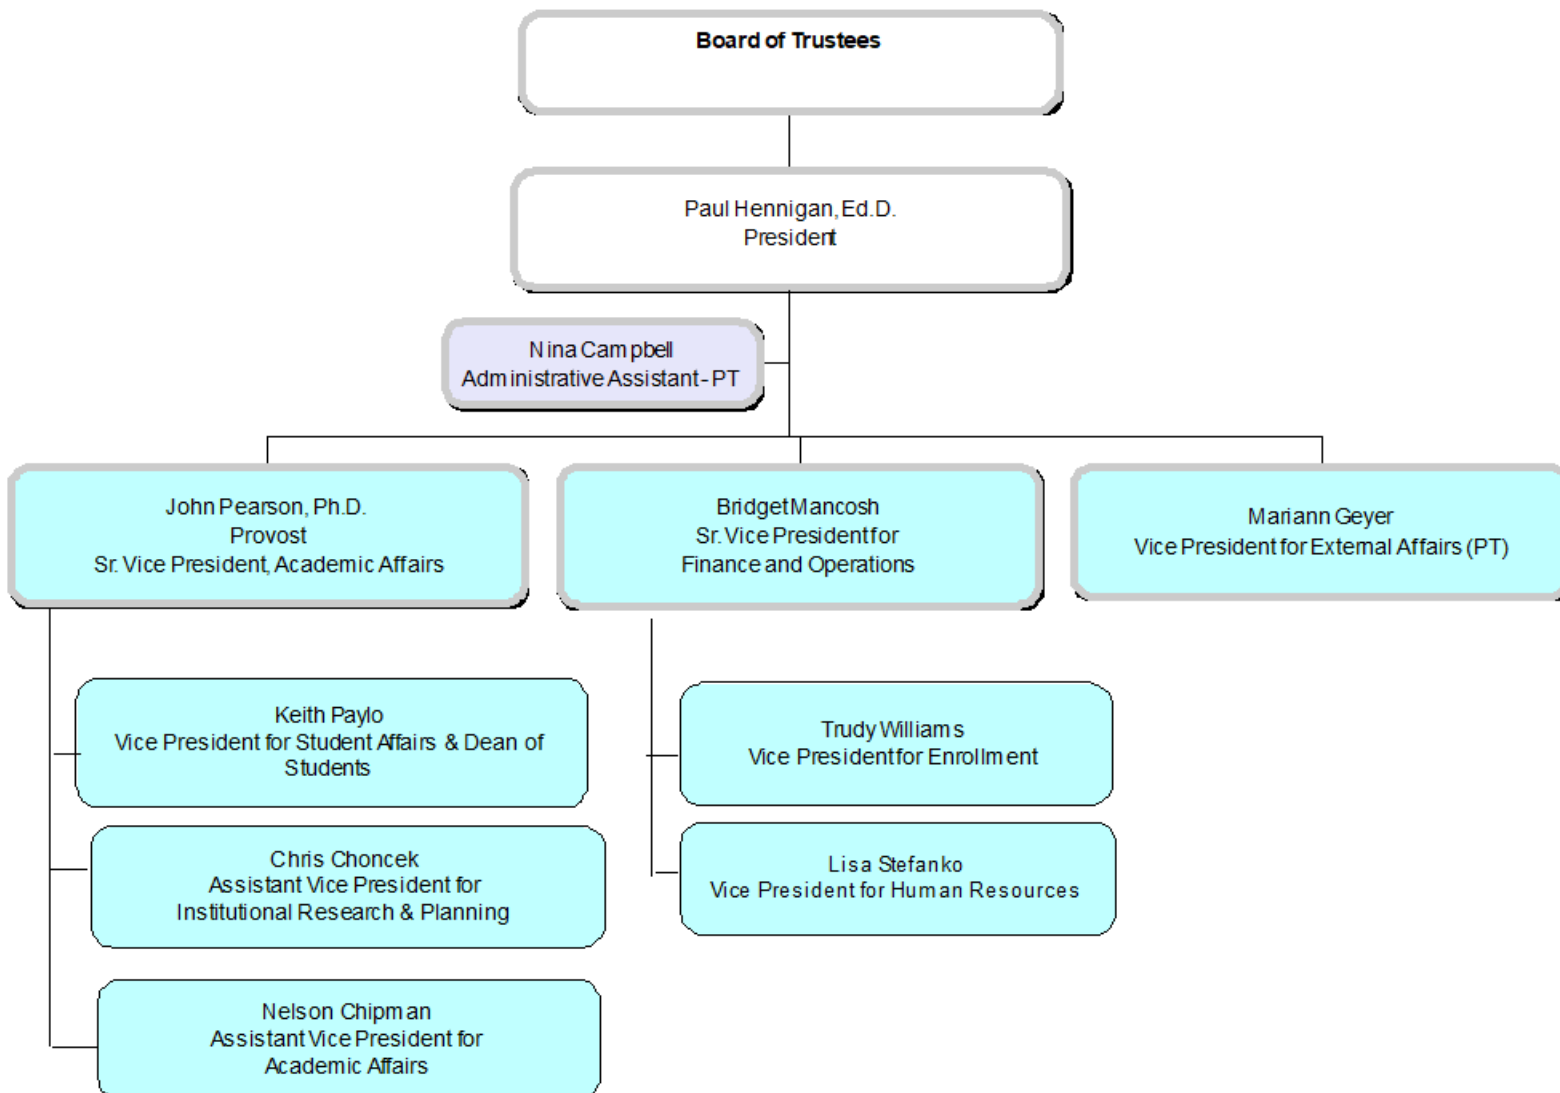 Board of Trustees
Paul Hennigan, Ed.D.
President
Nina Campbell
Administrative Assistant - PT
John Pearson, Ph.D.
Provost
Sr. Vice President, Academic Affairs
Bridget Mancosh
Sr. Vice President for
Finance and Operations
Mariann Geyer
Vice President for External Affairs (PT)
Keith Paylo
Vice President for Student Affairs & Dean of
Students
Chris Choncek
Assistant Vice President for
Institutional Research & Planning
Nelson Chipman
Assistant Vice President for
Academic Affairs
Trudy Williams
Vice President for Enrollment
Lisa Stefanko
Vice President for Human Resources